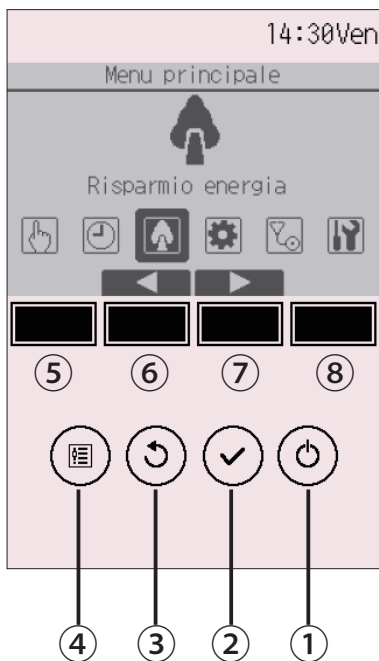 14:30Ven
Menu principale
Risparmio energia
⑤ ⑥ ⑦ ⑧
④ ③ ② ①